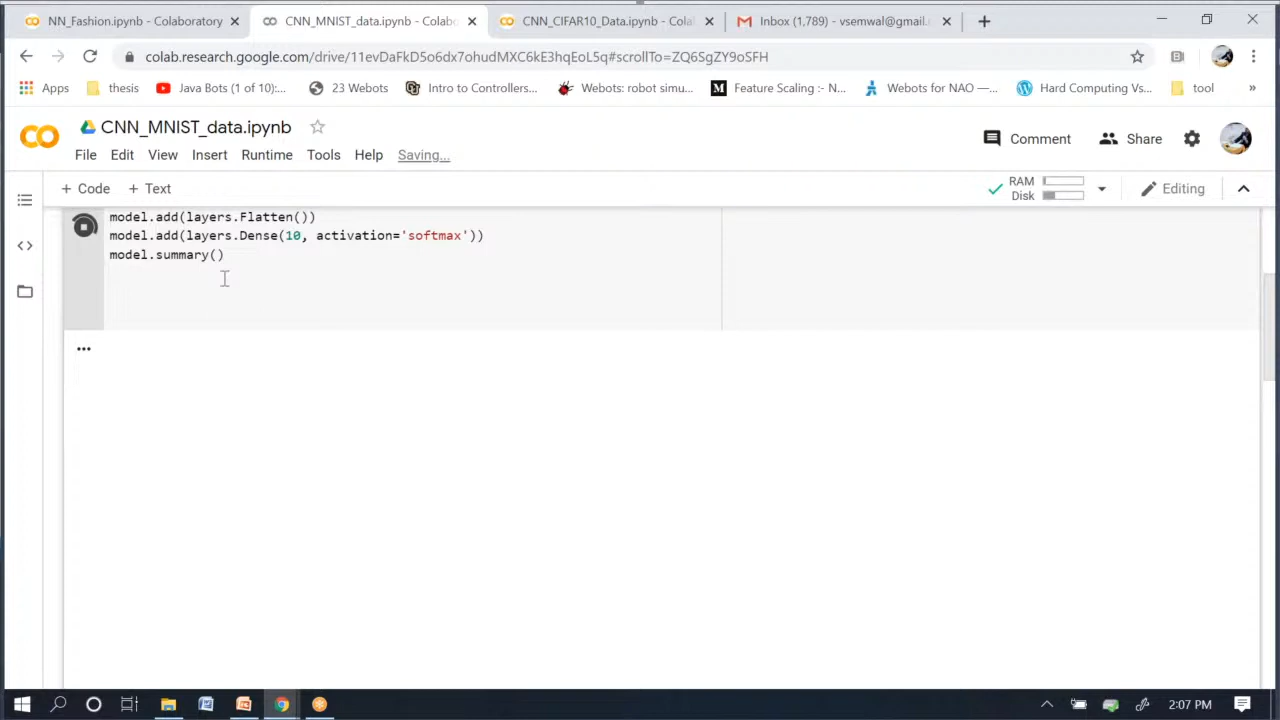 NN_Fashion.ipynb - Colaboratory
CNN_MNIST_data.ipynb - Colabo
CNN_CIFAR10_Data.ipynb - Cola
Inbox (1,789) - vsemwal@gmail.
colab.research.google.com/drive/11evDaFkD5o6dx7ohudMXC6kE3hqEoL5q#scrollTo=ZQ6SgZY9oSFH
Apps
thesis
Java Bots (1 of 10):...
23 Webots
Intro to Controllers...
Webots: robot simu...
Feature Scaling :- N...
Webots for NAO —...
Hard Computing Vs...
tool
»
CO
CNN_MNIST_data.ipynb
Comment
Share
File Edit View Insert Runtime Tools Help Saving...
+ Code + Text
RAM
Disk
Editing
model.add(layers.Flatten())
model.add(layers.Dense(10, activation='softmax'))
model.summary()
•••
2:07 PM